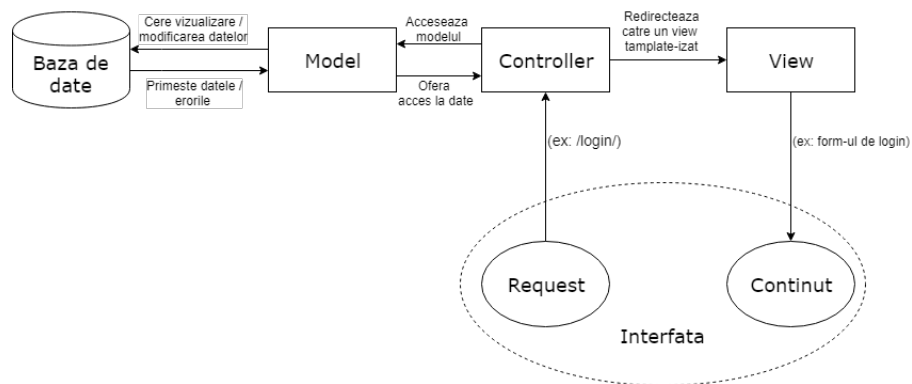 Cere vizualizare /
modificarea datelor
Acceseaza
modelul
Redirecteaza
catre un view
tamplate-izat
Baza de
date
Model
Controller
View
Primeste datele /
erorile
Ofera
acces la date
(ex: /login/)
(ex: form-ul de login)
Request
Continut
Interfata